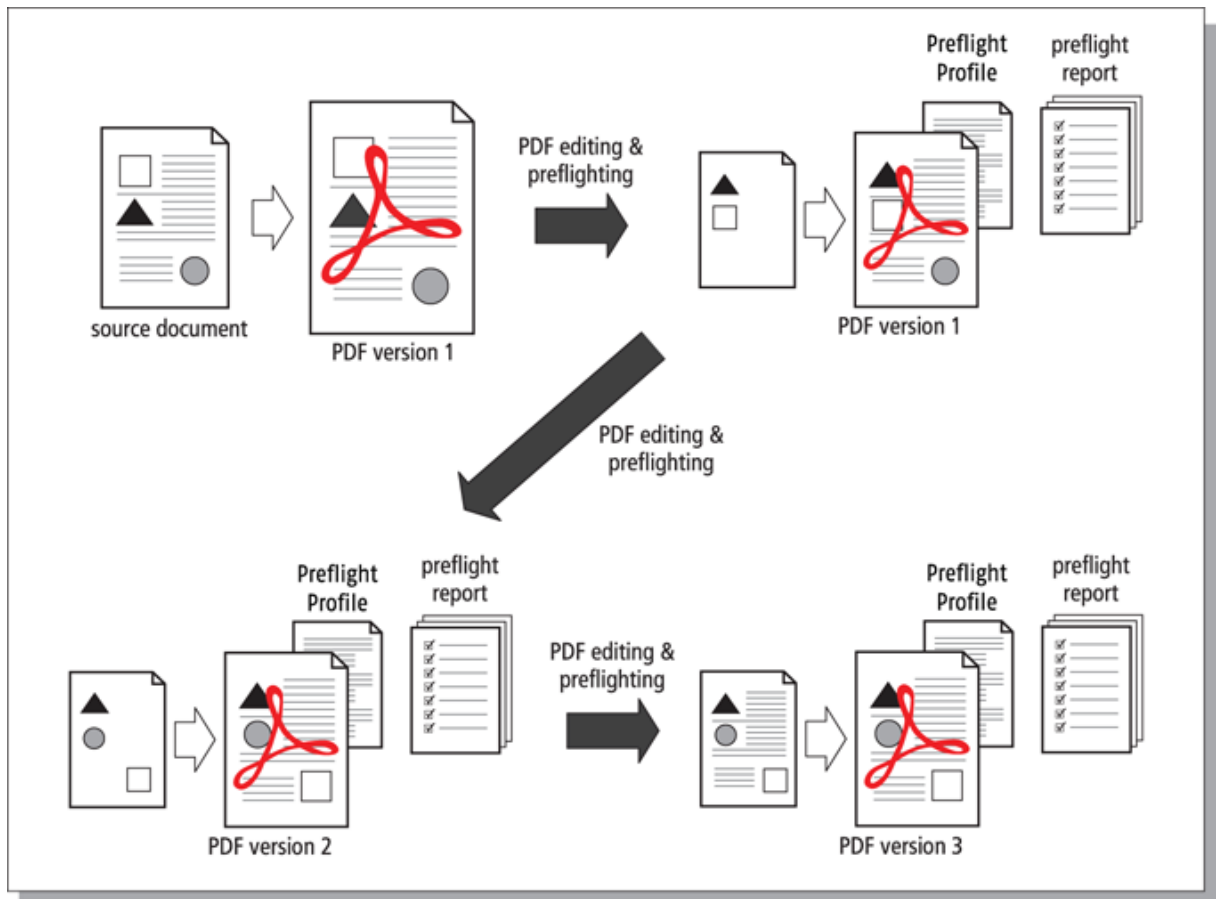 source document
PDF version 1
PDF editing &
preflighting
Preflight
Profile
preflight
report
PDF version 1
PDF editing &
preflighting
Preflight
Profile
preflight
report
PDF version 2
PDF editing &
preflighting
Preflight
Profile
preflight
report
PDF version 3